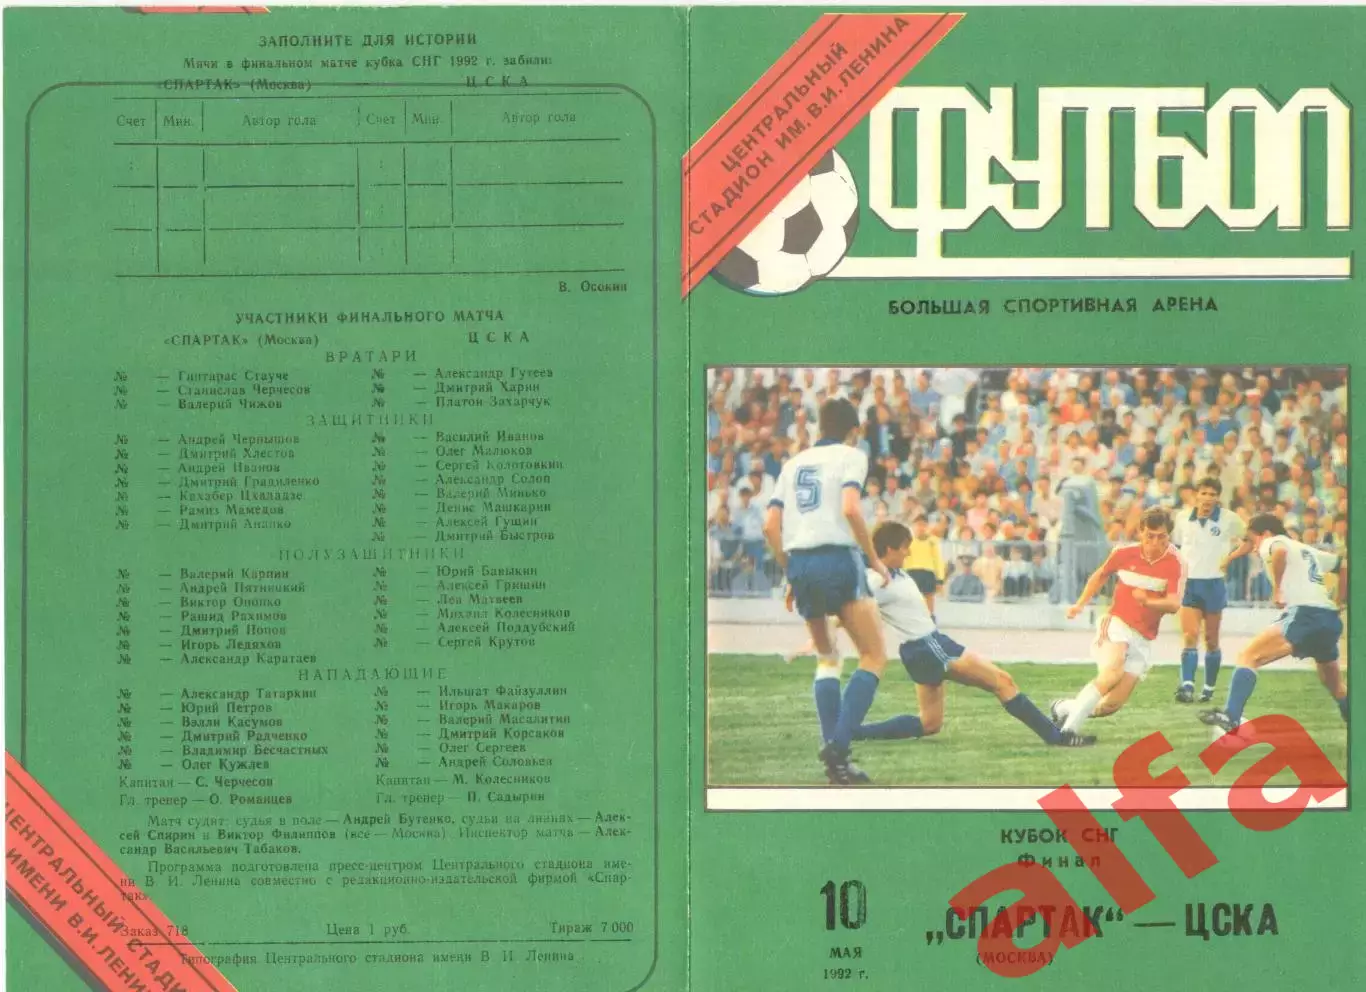 ЗАПОЛНИТЕ ДЛЯ ИСТОРИИ
Мячи в финальном матче кубка СНГ 1992 г. забили:
«СПАРТАК» (Москва) — ЦСКА
Счет Мин. Автор гола Счет Мин. Автор гола
В. Осокин
УЧАСТНИКИ ФИНАЛЬНОГО МАТЧА
«СПАРТАК» (Москва) ЦСКА
ВРАТАРИ
№ — Гинтарас Стауче № — Александр Гутеев
№ — Станислав Черчесов № — Дмитрий Харин
№ — Валерий Чижов № — Платон Захарчук
ЗАЩИТНИКИ
№ — Андрей Чернышов № — Василий Иванов
№ — Дмитрий Хлестов № — Олег Малюков
№ — Андрей Иванов № — Сергей Колотовкин
№ — Дмитрий Градиленко № — Александр Солоп
№ — Кахабер Цхададзе № — Валерий Минько
№ — Рамиз Мамедов № — Денис Машкарин
№ — Дмитрий Ананко № — Алексей Гущин
№ — Дмитрий Быстров
ПОЛУЗАЩИТНИКИ
№ — Валерий Карпин № — Юрий Бавыкин
№ — Андрей Пятницкий № — Алексей Гришин
№ — Виктор Онопко № — Лев Матвеев
№ — Рашид Рахимов № — Михаил Колесников
№ — Дмитрий Попов № — Алексей Поддубский
№ — Игорь Ледяхов № — Сергей Крутов
№ — Александр Каратаев
НАПАДАЮЩИЕ
№ — Александр Татаркин № — Ильшат Файзуллин
№ — Юрий Петров № — Игорь Макаров
№ — Вэлли Касумов № — Валерий Масалитин
№ — Дмитрий Радченко № — Дмитрий Корсаков
№ — Владимир Бесчастных № — Олег Сергеев
№ — Олег Кужлев № — Андрей Соловьев
Капитан — С. Черчесов Капитан — М. Колесников
Гл. тренер — О. Романцев Гл. тренер — П. Садырин
Матч судят: судья в поле — Андрей Бутенко, судьи на линиях — Алек-
сей Спирин и Виктор Филиппов (все — Москва). Инспектор матча — Алек-
сандр Васильевич Табаков.
Программа подготовлена пресс-центром Центрального стадиона име-
ни В. И. Ленина совместно с редакционно-издательской фирмой «Спар-
так».
Заказ 718 Цена 1 руб. Тираж 7 000
Типография Центрального стадиона имени В. И. Ленина
ЦЕНТРАЛЬНЫЙ СТАДИ
ИМЕНИ В.И.ЛЕНИН
ЦЕНТРАЛЬНЫЙ
СТАДИОН ИМ. В.И. ЛЕНИНА
ФУТБОЛ
БОЛЬШАЯ СПОРТИВНАЯ АРЕНА
5
2
КУБОК СНГ
Финал
10
МАЯ
1992 г.
„СПАРТАК“ — ЦСКА
(МОСКВА)
alfa